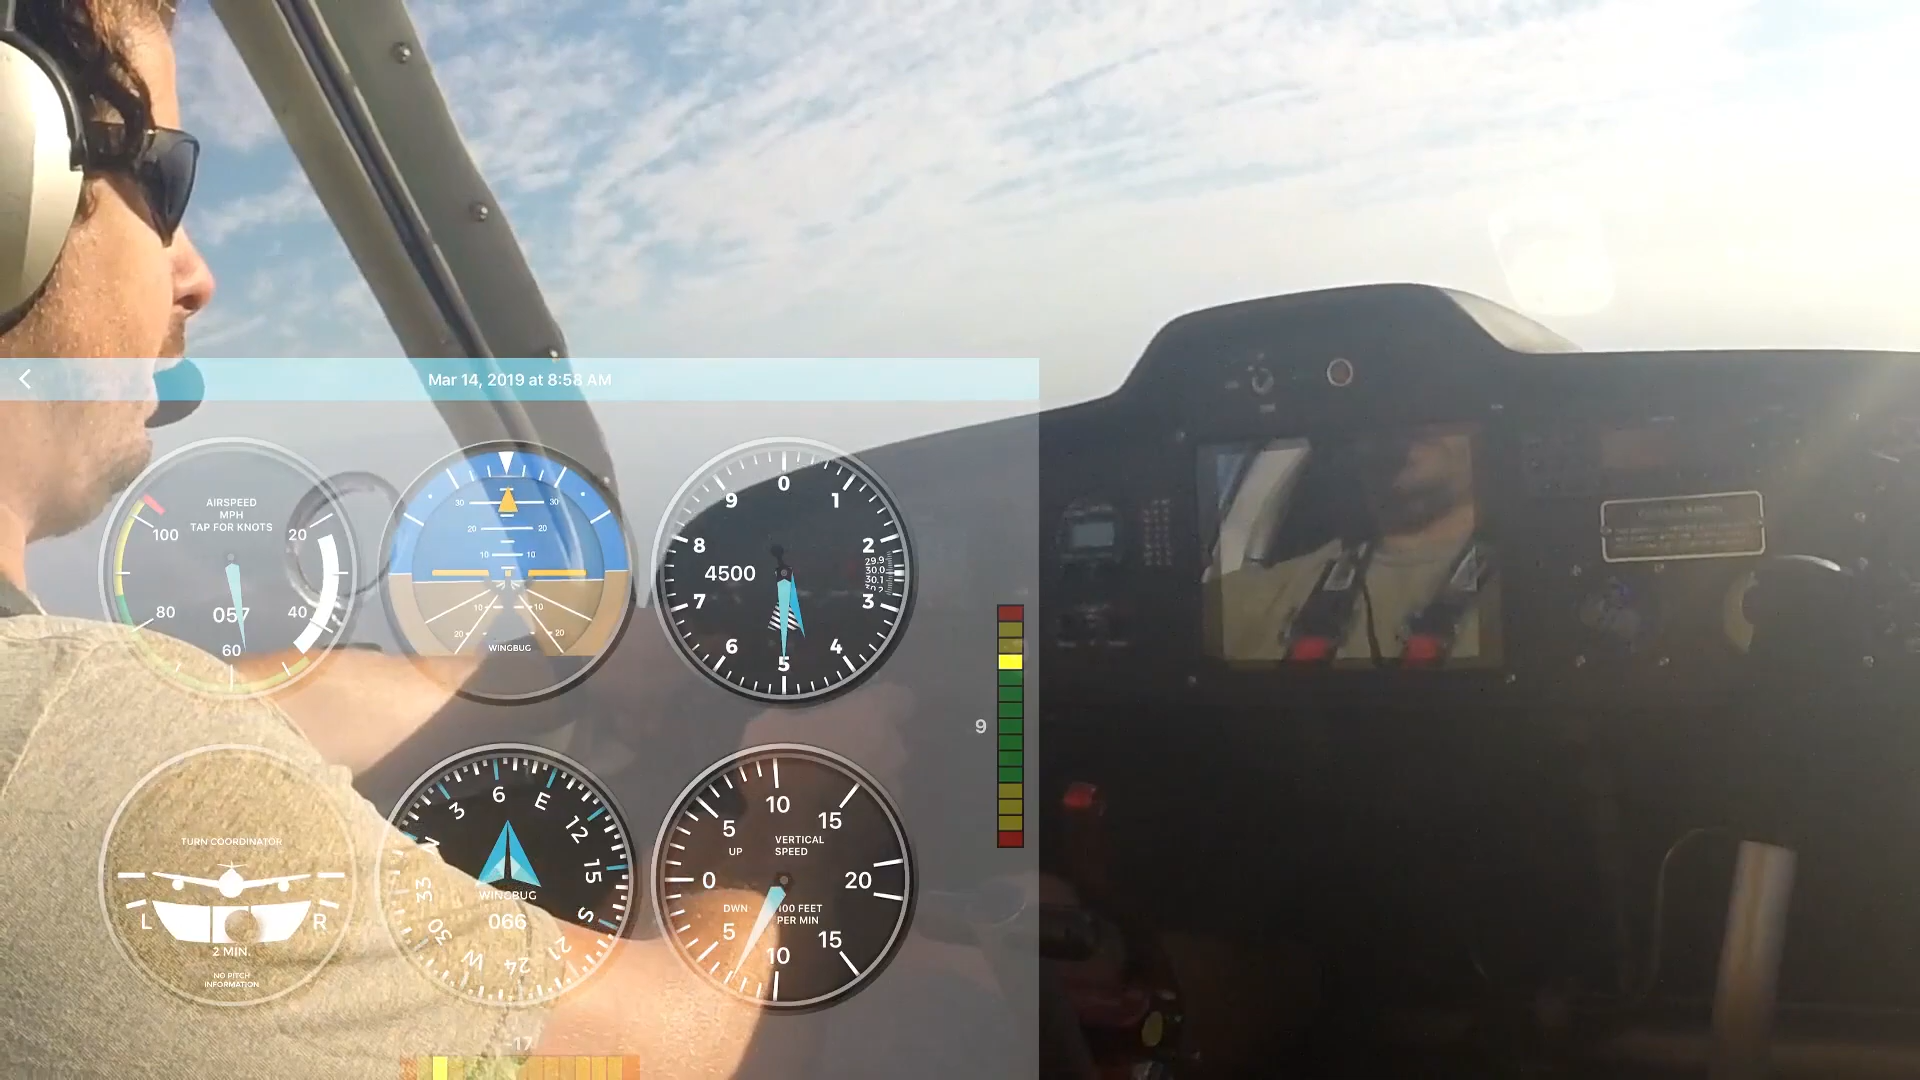 Mar 14, 2019 at 8:58 AM
AIRSPEED
MPH
TAP FOR KNOTS
100
20
80
40
057
60
30
30
20
20
10
10
10
10
20
20
WINGBUG
0
9
1
8
2
4500
29.9
30.0
30.1
7
3
6
4
5
9
TURN COORDINATOR
L
R
2 MIN.
NO PITCH
INFORMATION
N
3
6
E
12
15
S
21
24
W
30
33
WINGBUG
066
10
5
15
UP
VERTICAL
SPEED
0
20
DWN
100 FEET
PER MIN
5
15
10
-17